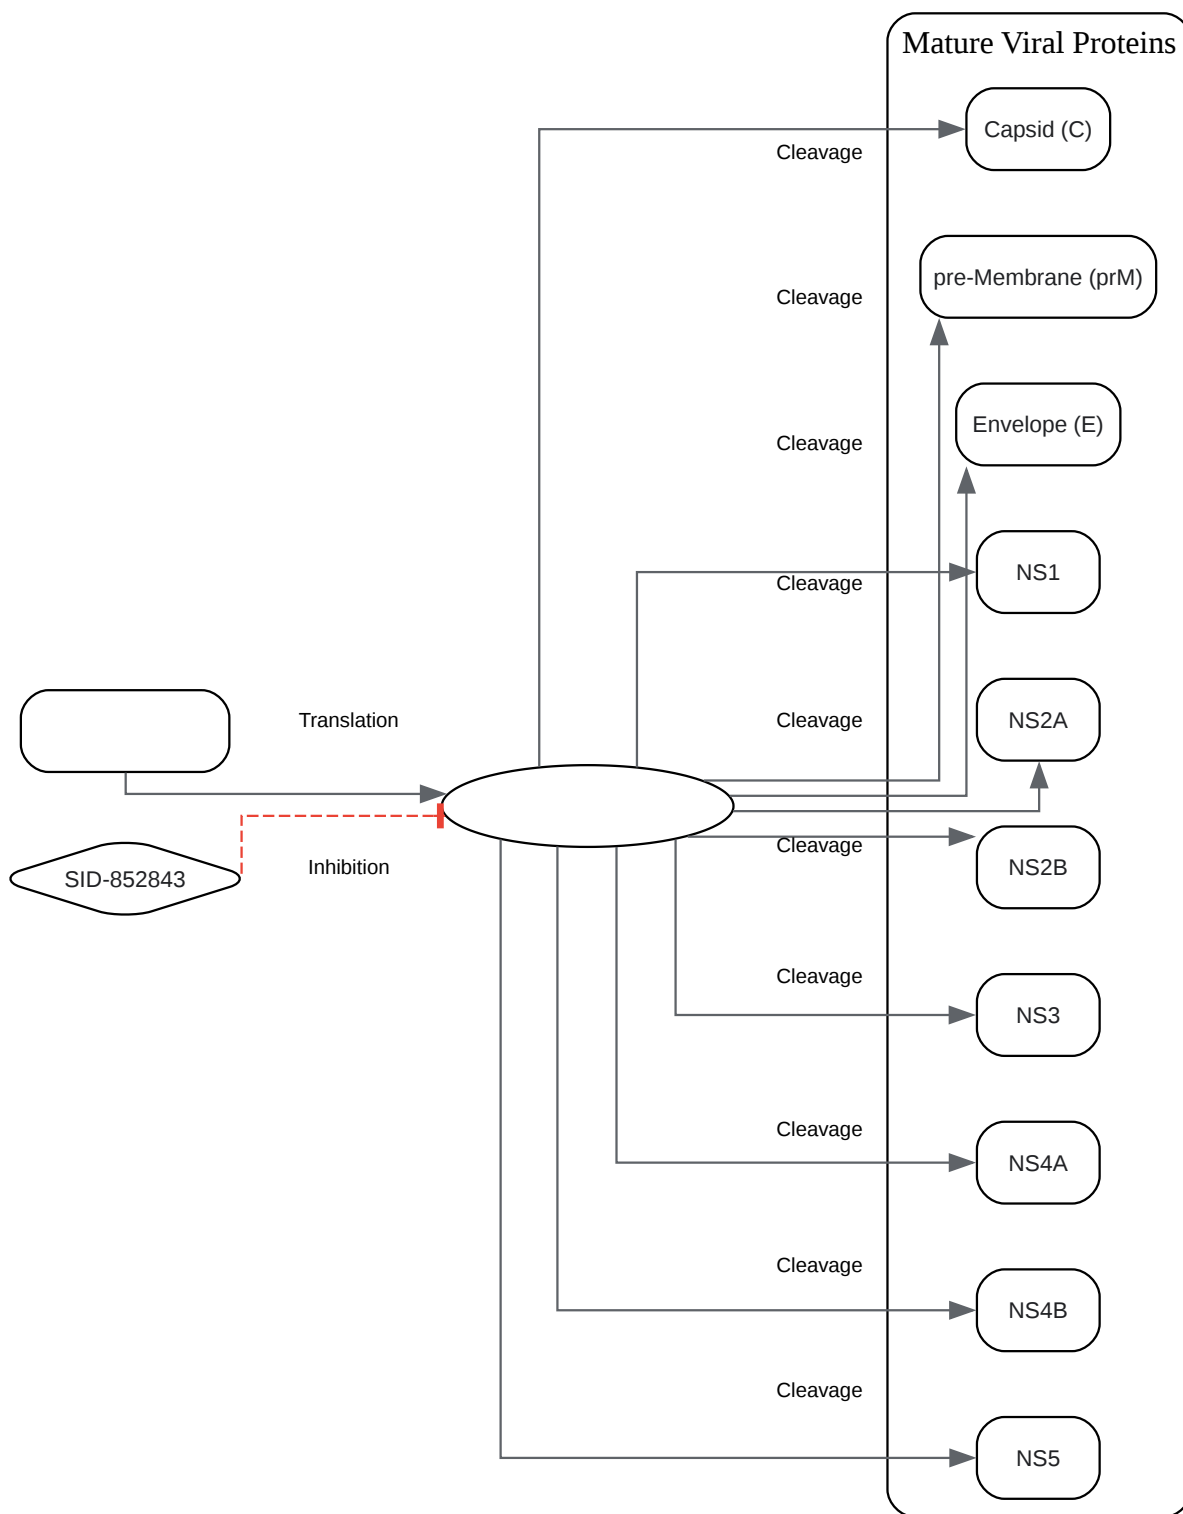 Mature Viral Proteins
Capsid (C)
Cleavage
pre-Membrane (prM)
Cleavage
Envelope (E)
Cleavage
NS1
Cleavage
NS2A
Translation
Cleavage
Cleavage
NS2B
Inhibition
SID-852843
Cleavage
NS3
Cleavage
NS4A
Cleavage
NS4B
Cleavage
NS5